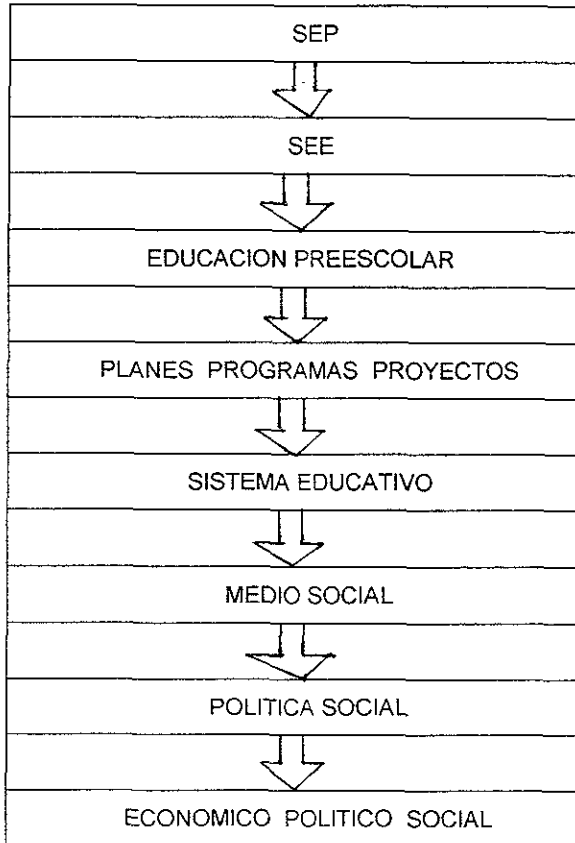 SEP
SEE
EDUCACION PREESCOLAR
PLANES PROGRAMAS PROYECTOS
SISTEMA EDUCATIVO
MEDIO SOCIAL
POLITICA SOCIAL
ECONOMICO POLITICO SOCIAL